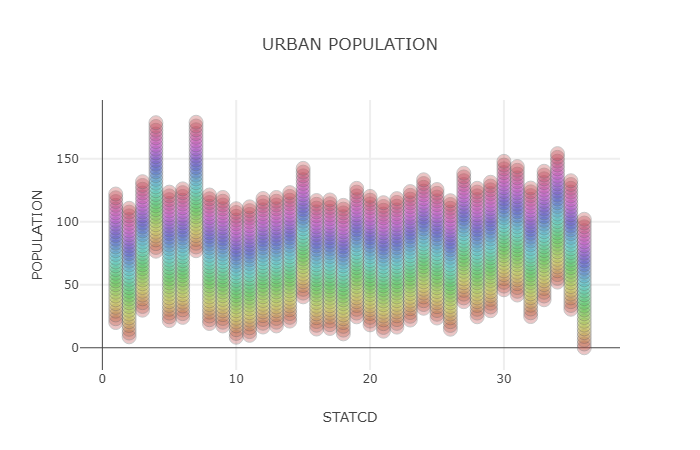 URBAN POPULATION
POPULATION
150
100
50
0
0 10 20 30
STATCD